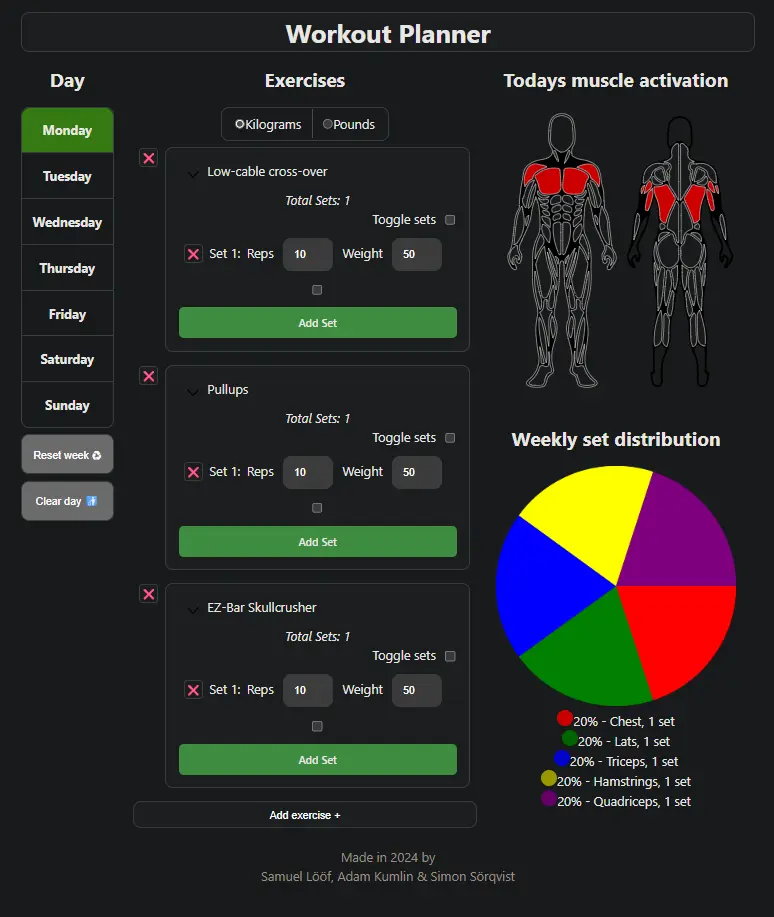 Workout Planner
Day
Monday
Tuesday
Wednesday
Thursday
Friday
Saturday
Sunday
Reset week ♻
Clear day 🚮
Exercises
Kilograms Pounds
Low-cable cross-over
Total Sets: 1
Toggle sets
Set 1: Reps 10 Weight 50
Add Set
Pullups
Total Sets: 1
Toggle sets
Set 1: Reps 10 Weight 50
Add Set
EZ-Bar Skullcrusher
Total Sets: 1
Toggle sets
Set 1: Reps 10 Weight 50
Add Set
Add exercise +
Todays muscle activation
Weekly set distribution
20% - Chest, 1 set
20% - Lats, 1 set
20% - Triceps, 1 set
20% - Hamstrings, 1 set
20% - Quadriceps, 1 set
Made in 2024 by
Samuel Lööf, Adam Kumlin & Simon Sörqvist